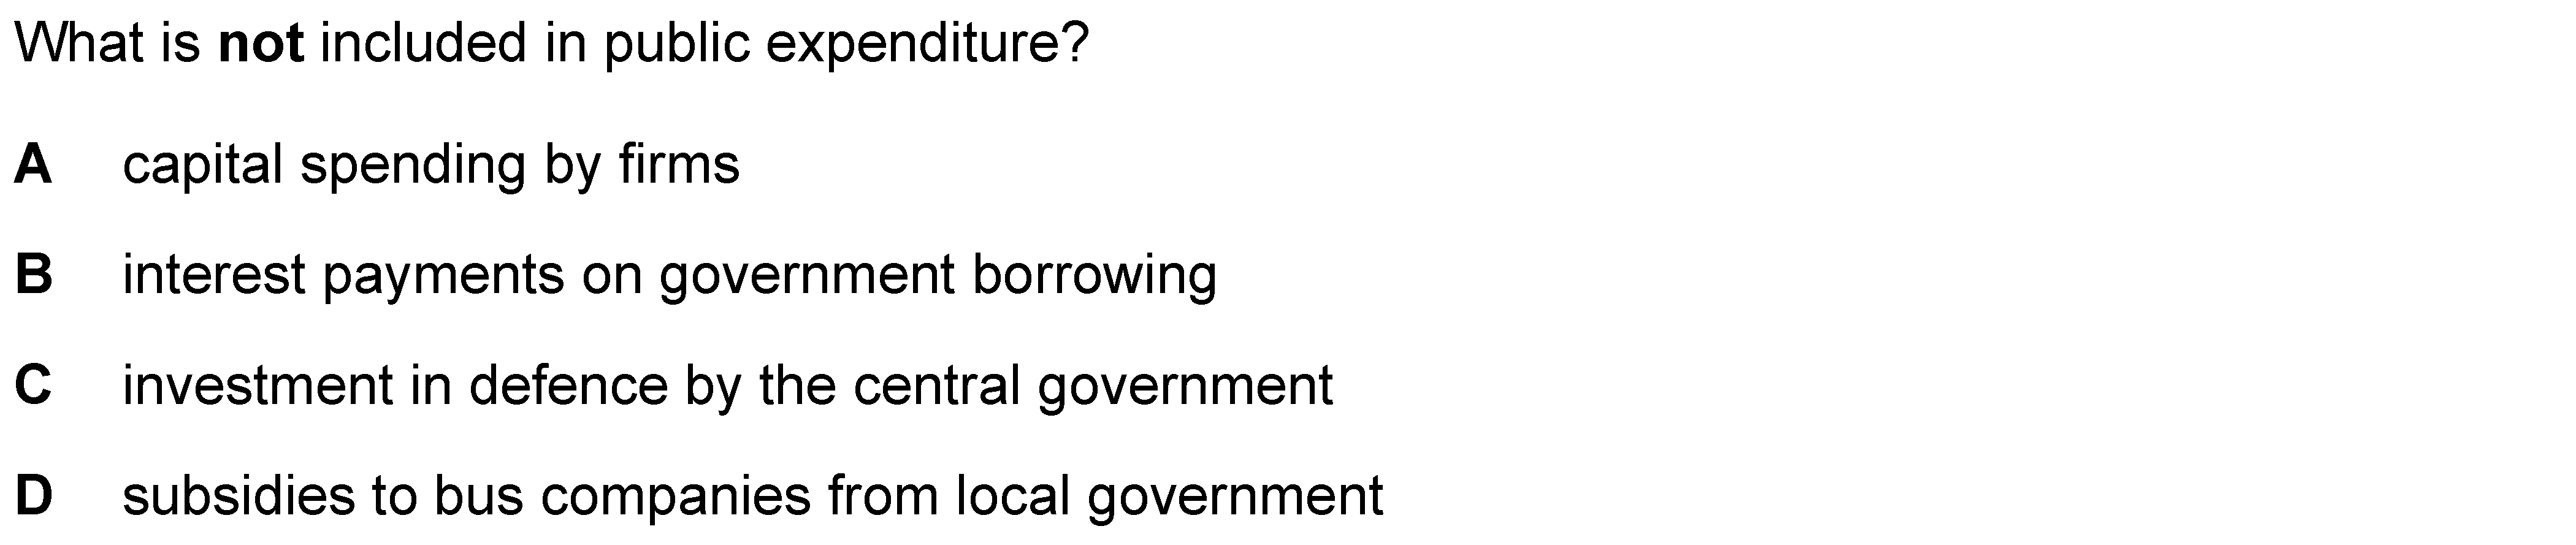 What is not included in public expenditure?
A capital spending by firms
B interest payments on government borrowing
C investment in defence by the central government
D subsidies to bus companies from local government